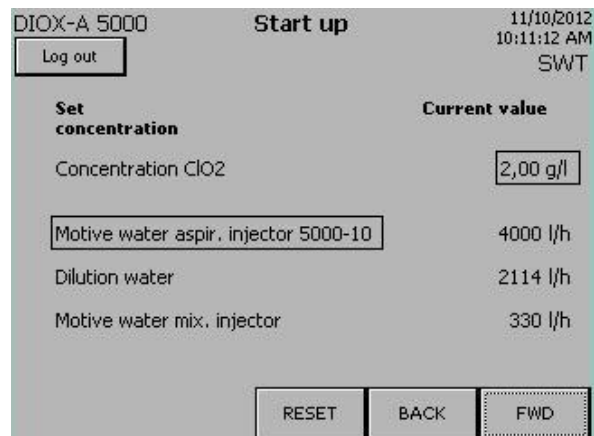 DIOX-A 5000 Start up 11/10/2012
10:11:12 AM
Log out
SWT
Set Current value
concentration
Concentration ClO2 2,00 g/l
Motive water aspir. injector 5000-10 4000 l/h
Dilution water 2114 l/h
Motive water mix. injector 330 l/h
RESET BACK FWD